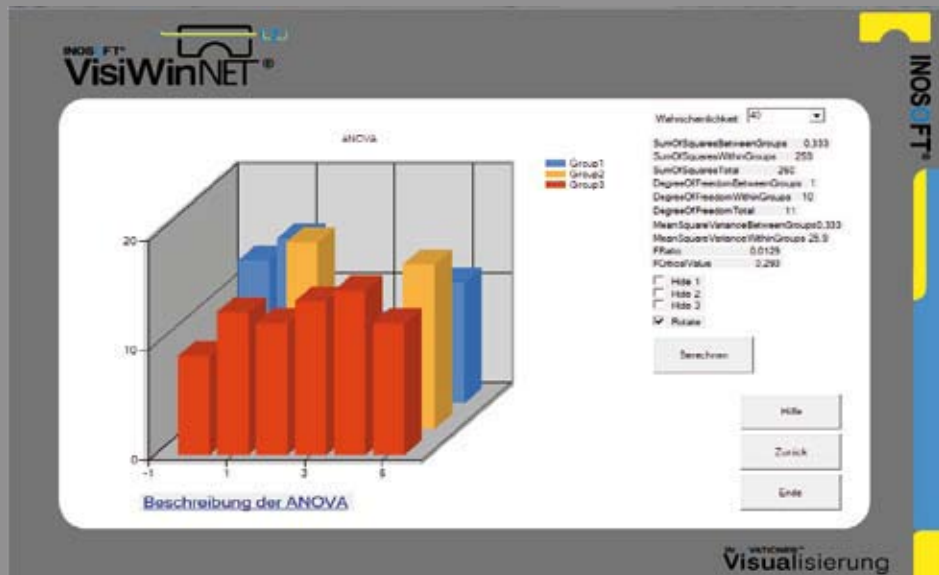 INOSOFT®
VisiWinNET®
INOSOFT®
ANOVA
Group1
Group2
Group3
20
10
0
-1
1
3
5
Beschreibung der ANOVA
Wahrscheinlichkeit 40
SumOfSquaresBetweenGroups 0,333
SumOfSquaresWithinGroups 259
SumOfSquaresTotal 260
DegreeOfFreedomBetweenGroups 1
DegreeOfFreedomWithinGroups 10
DegreeOfFreedomTotal 11
MeanSquareVarianceBetweenGroups0,333
MeanSquareVarianceWithinGroups 25,9
FRatio 0,0129
FCriticalValue 0,293
Hide 1
Hide 2
Hide 3
Rotate
Berechnen
Hilfe
Zurück
Ende
Visualisierung